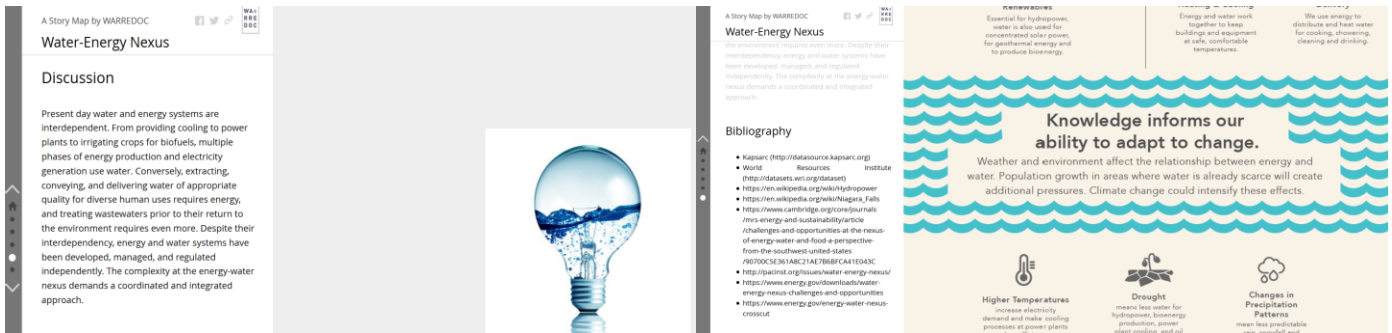 A Story Map by WARREDOC
WA±
RRE
DOC
Water-Energy Nexus
Discussion
Present day water and energy systems are
interdependent. From providing cooling to power
plants to irrigating crops for biofuels, multiple
phases of energy production and electricity
generation use water. Conversely, extracting,
conveying, and delivering water of appropriate
quality for diverse human uses requires energy,
and treating wastewaters prior to their return to
the environment requires even more. Despite their
interdependency, energy and water systems have
been developed, managed, and regulated
independently. The complexity at the energy-water
nexus demands a coordinated and integrated
approach.
A Story Map by WARREDOC
WA±
RRE
DOC
Water-Energy Nexus
the environment requires even more. Despite their
interdependency, energy and water systems have
been developed, managed, and regulated
independently. The complexity at the energy-water
nexus demands a coordinated and integrated
approach.
Bibliography
Kapsarc (http://datasource.kapsarc.org)
World Resources Institute
(http://datasets.wri.org/dataset)
https://en.wikipedia.org/wiki/Hydropower
https://en.wikipedia.org/wiki/Niagara_Falls
https://www.cambridge.org/core/journals
/mrs-energy-and-sustainability/article
/challenges-and-opportunities-at-the-nexus-
of-energy-water-and-food-a-perspective-
from-the-southwest-united-states
/90700C5E361A8C21AE7B6BFCA41E043C
http://pacinst.org/issues/water-energy-nexus/
https://www.energy.gov/downloads/water-
energy-nexus-challenges-and-opportunities
https://www.energy.gov/energy-water-nexus-
crosscut
Renewables
Essential for hydropower,
water is also used for
concentrated solar power,
for geothermal energy and
to produce bioenergy.
Heating & Cooling
Energy and water work
together to keep
buildings and equipment
at safe, comfortable
temperatures.
Delivery
We use energy to
distribute and heat water
for cooking, showering,
cleaning and drinking.
Knowledge informs our
ability to adapt to change.
Weather and environment affect the relationship between energy and
water. Population growth in areas where water is already scarce will create
additional pressures. Climate change could intensify these effects.
Higher Temperatures
increase electricity
demand and make cooling
processes at power plants
Drought
means less water for
hydropower, bioenergy
production, power
plant cooling, and oil
Changes in
Precipitation
Patterns
mean less predictable
rain, snowfall and